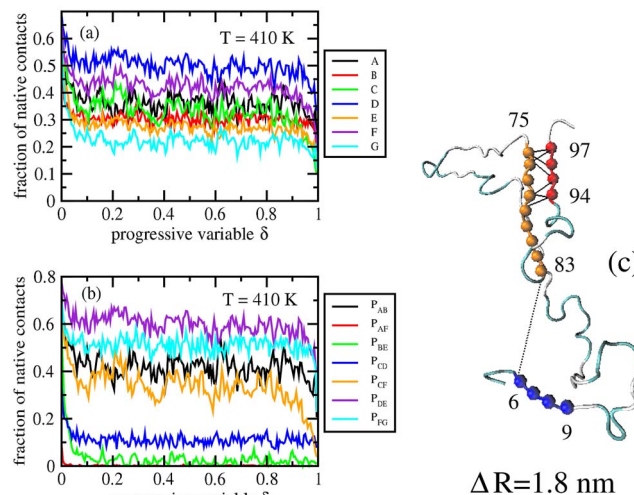 (a)
T = 410 K
0.7
0.6
0.5
0.4
0.3
0.2
0.1
0
fraction of native contacts
0 0.2 0.4 0.6 0.8 1
progressive variable δ
A
B
C
D
E
F
G
(b)
T = 410 K
0.8
0.6
0.4
0.2
0
fraction of native contacts
0 0.2 0.4 0.6 0.8 1
P_AB
P_AF
P_BE
P_CD
P_CF
P_DE
P_FG
75
97
94
83
(c)
6
9
ΔR=1.8 nm